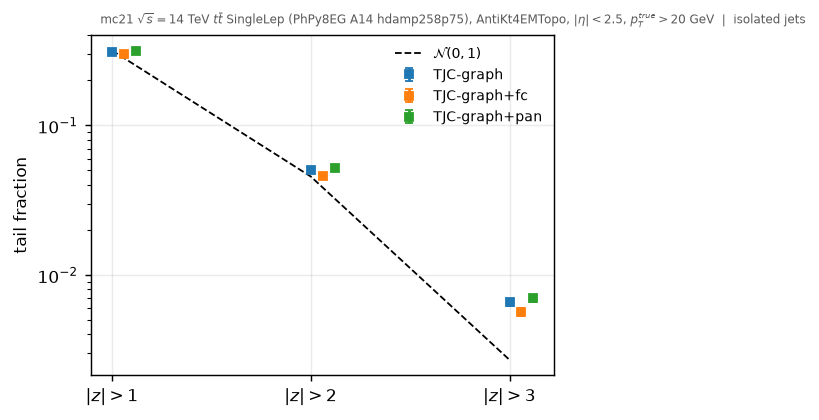 mc21 √s = 14 TeV tt̄ SingleLep (PhPy8EG A14 hdamp258p75), AntiKt4EMTopo, |η| < 2.5, p_T^true > 20 GeV | isolated jets
N(0, 1)
TJC-graph
TJC-graph+fc
TJC-graph+pan
tail fraction
10⁻¹
10⁻²
|z| > 1 |z| > 2 |z| > 3